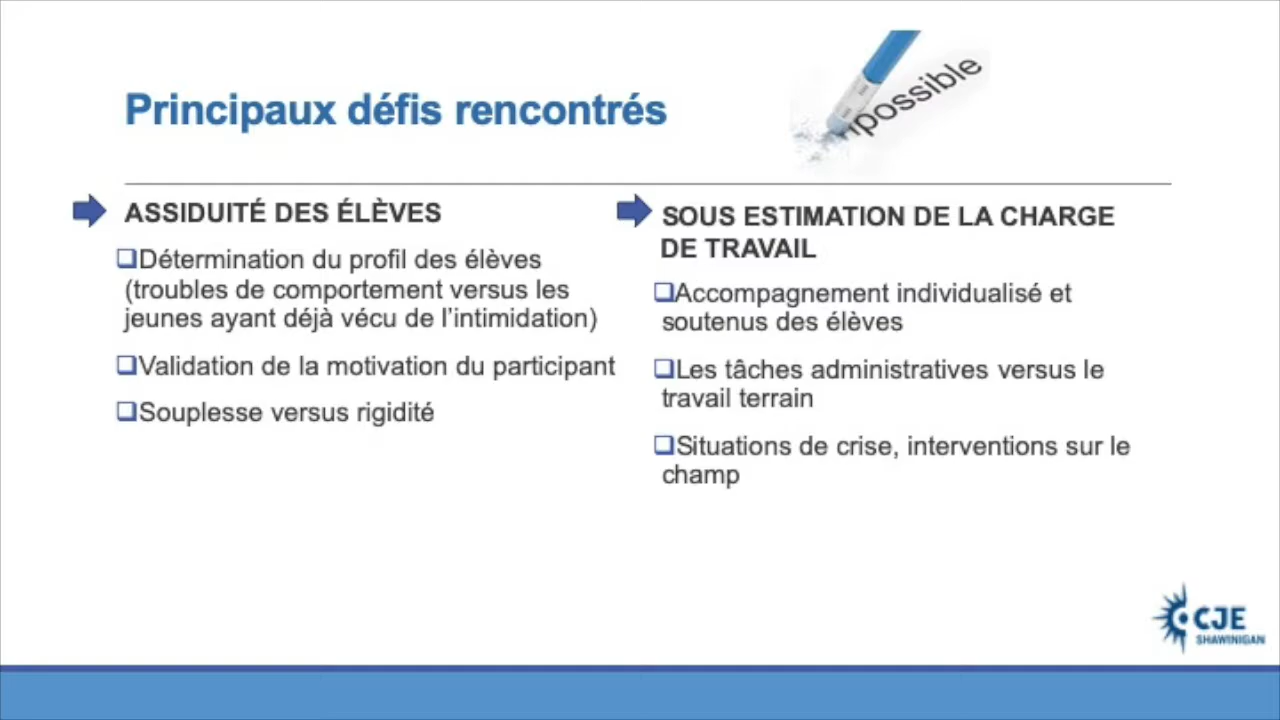 Principaux défis rencontrés
possible
ASSIDUITÉ DES ÉLÈVES
Détermination du profil des élèves
(troubles de comportement versus les
jeunes ayant déjà vécu de l'intimidation)
Validation de la motivation du participant
Souplesse versus rigidité
SOUS ESTIMATION DE LA CHARGE
DE TRAVAIL
Accompagnement individualisé et
soutenus des élèves
Les tâches administratives versus le
travail terrain
Situations de crise, interventions sur le
champ
CJE
SHAWINIGAN